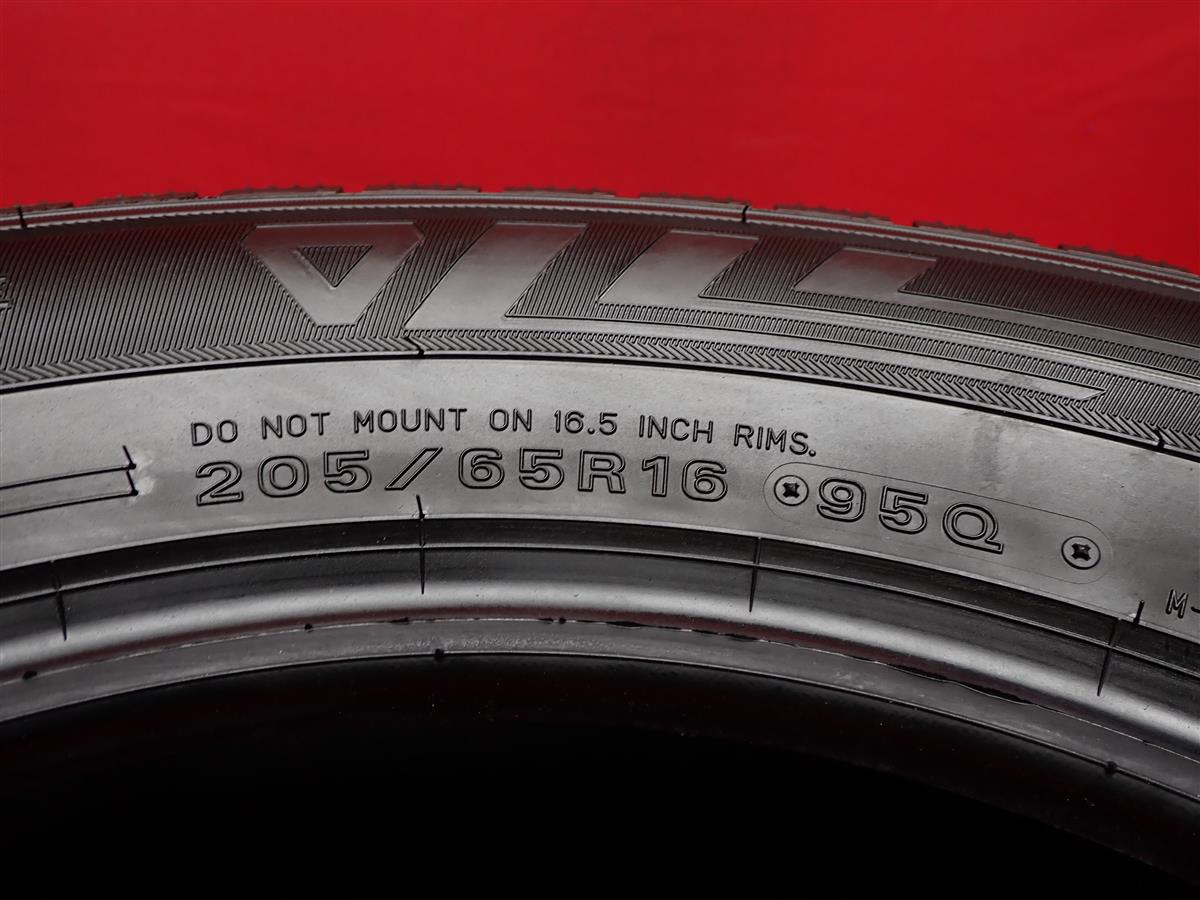 DO NOT MOUNT ON 16.5 INCH RIMS.
205/65R16 95Q